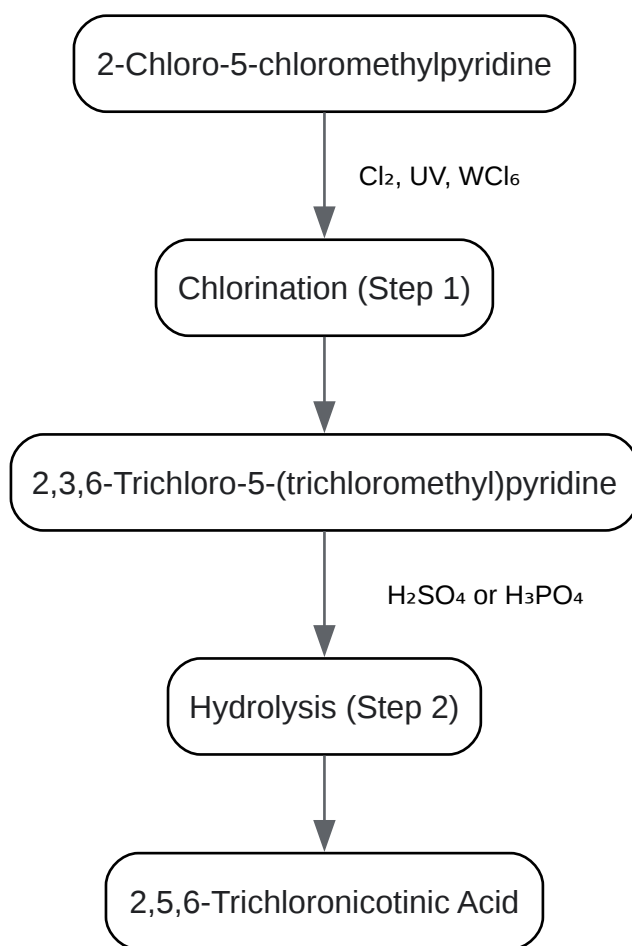 2-Chloro-5-chloromethylpyridine
Cl₂, UV, WCl₆
Chlorination (Step 1)
2,3,6-Trichloro-5-(trichloromethyl)pyridine
H₂SO₄ or H₃PO₄
Hydrolysis (Step 2)
2,5,6-Trichloronicotinic Acid